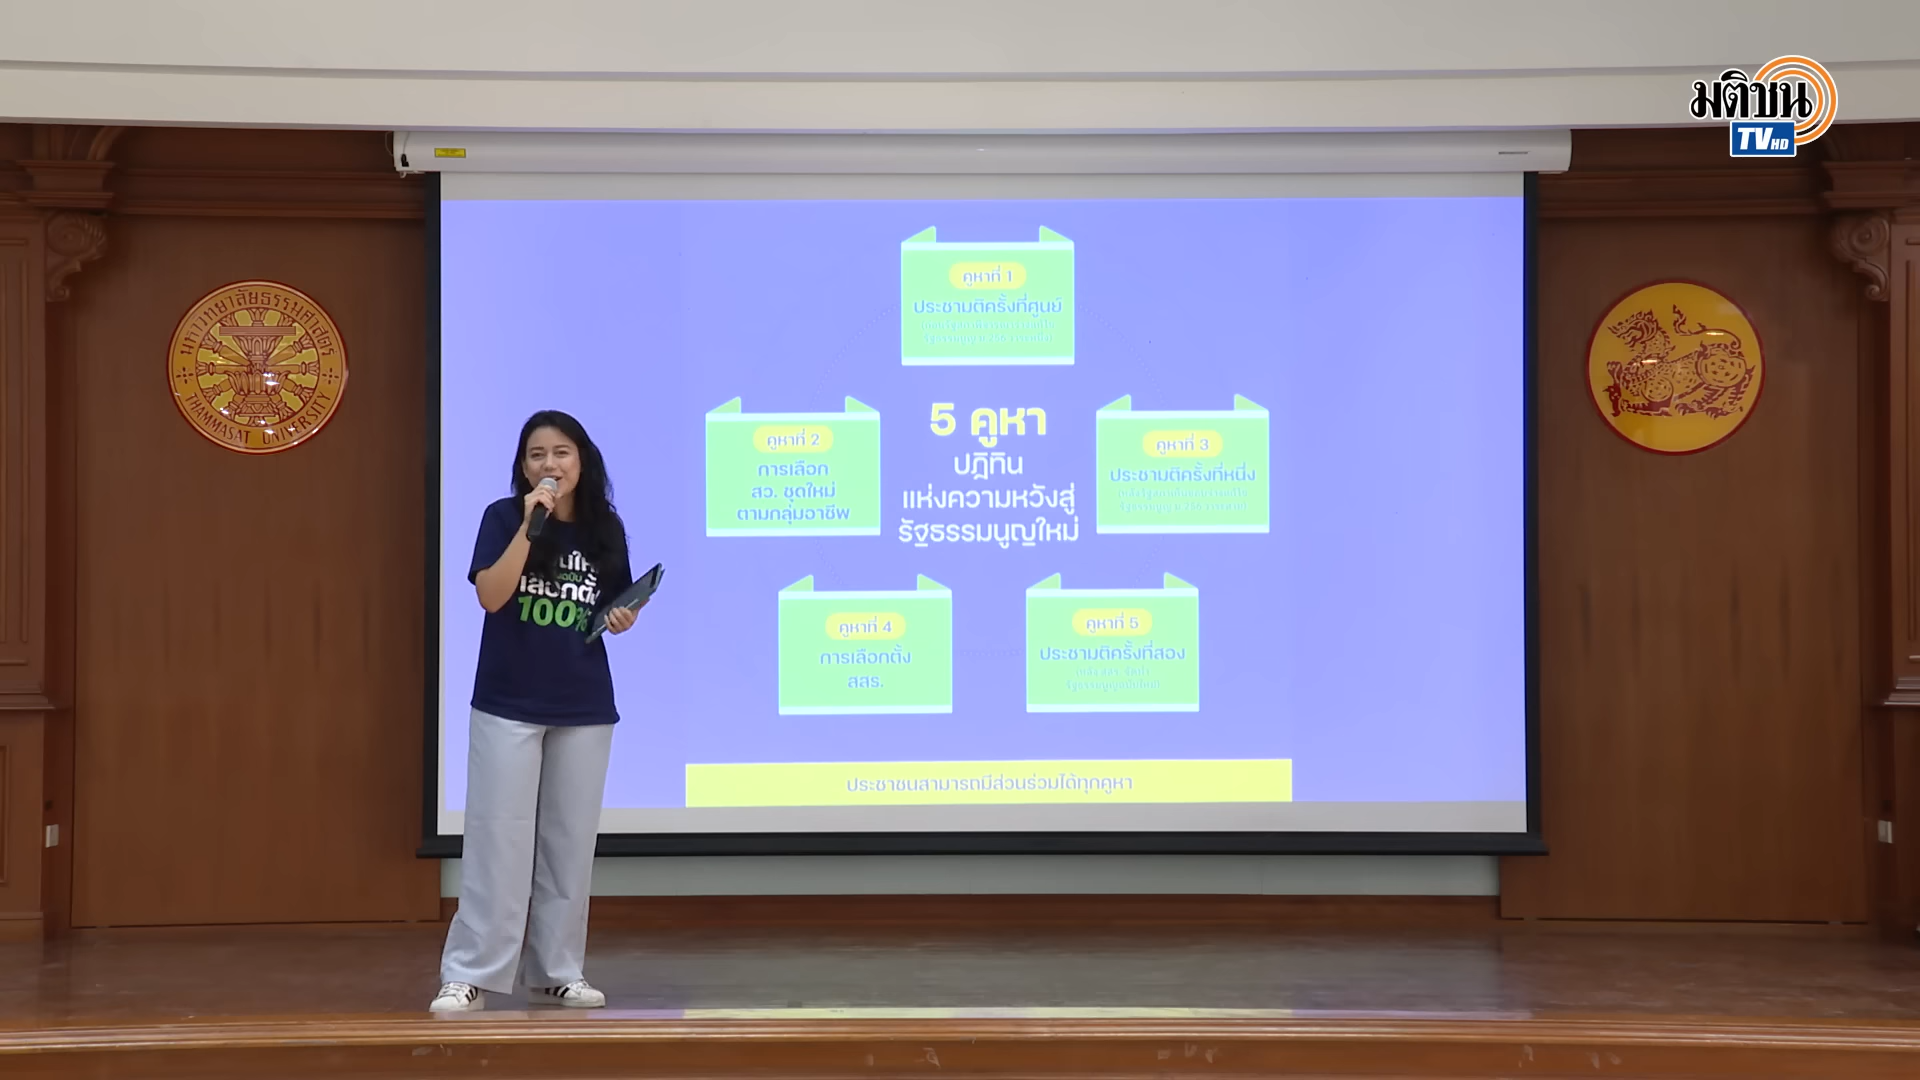 มติชน
TV HD
มหาวิทยาลัยธรรมศาสตร์
THAMMASAT UNIVERSITY
คูหาที่ 1
ประชามติครั้งที่ศูนย์
คูหาที่ 2
การเลือก
สว. ชุดใหม่
ตามกลุ่มอาชีพ
5 คูหา
ปฏิทิน
แห่งความหวังสู่
รัฐธรรมนูญใหม่
คูหาที่ 3
ประชามติครั้งที่หนึ่ง
คูหาที่ 4
การเลือกตั้ง
สสร.
คูหาที่ 5
ประชามติครั้งที่สอง
ประชาชนสามารถมีส่วนร่วมได้ทุกคูหา
เลือกตั้ง
100%